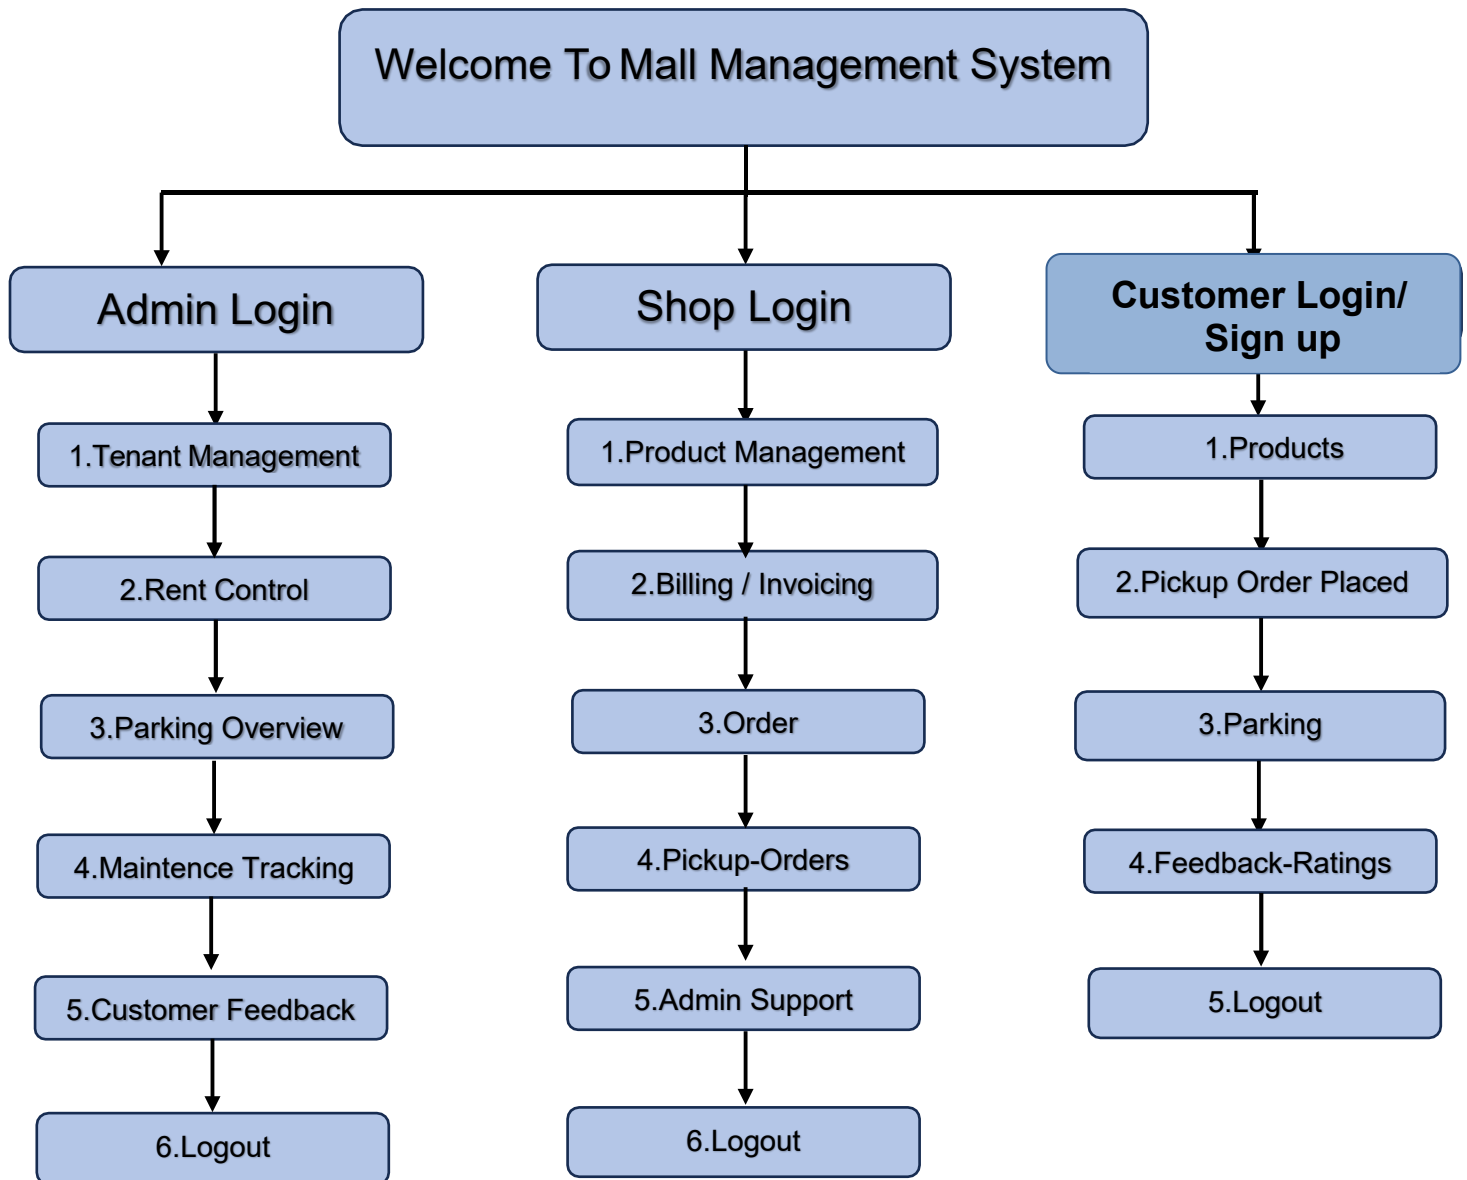 Welcome To Mall Management System
Admin Login
1.Tenant Management
2.Rent Control
3.Parking Overview
4.Maintence Tracking
5.Customer Feedback
6.Logout
Shop Login
1.Product Management
2.Billing / Invoicing
3.Order
4.Pickup-Orders
5.Admin Support
6.Logout
Customer Login/
Sign up
1.Products
2.Pickup Order Placed
3.Parking
4.Feedback-Ratings
5.Logout